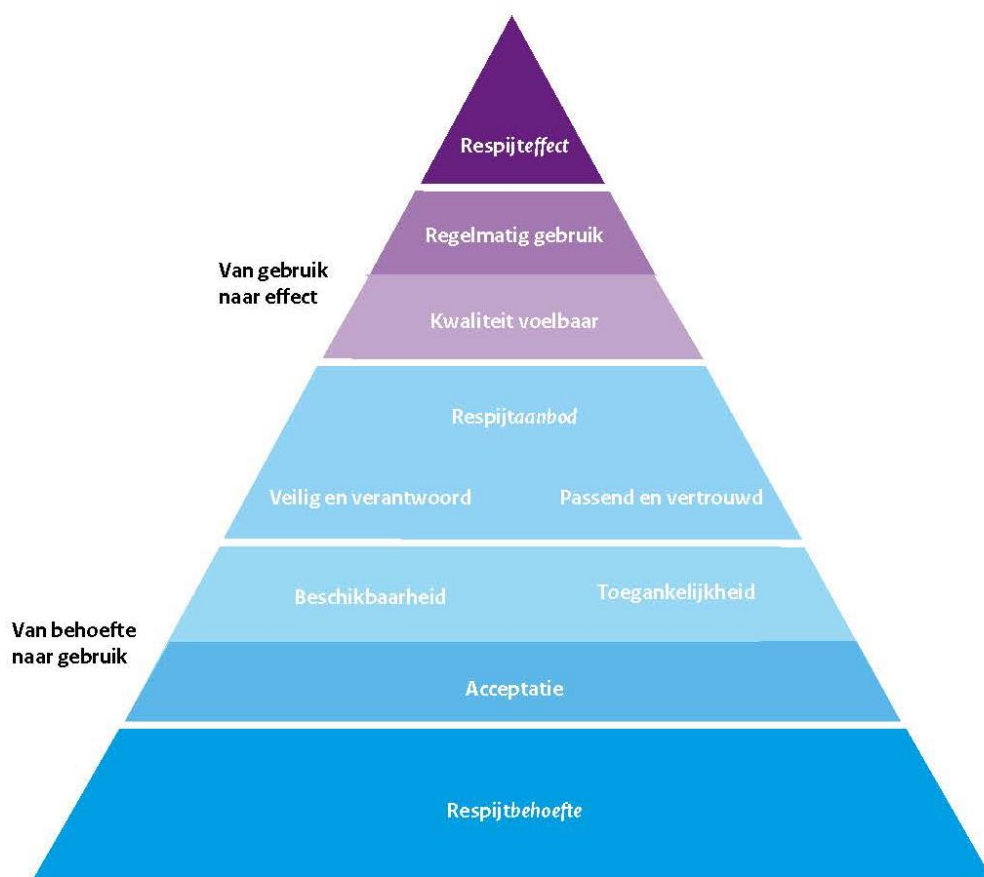 Respijteffect
Regelmatig gebruik
Van gebruik
naar effect
Kwaliteit voelbaar
Respijtaanbod
Veilig en verantwoord
Passend en vertrouwd
Beschikbaarheid
Toegankelijkheid
Van behoefte
naar gebruik
Acceptatie
Respijtbehoefte